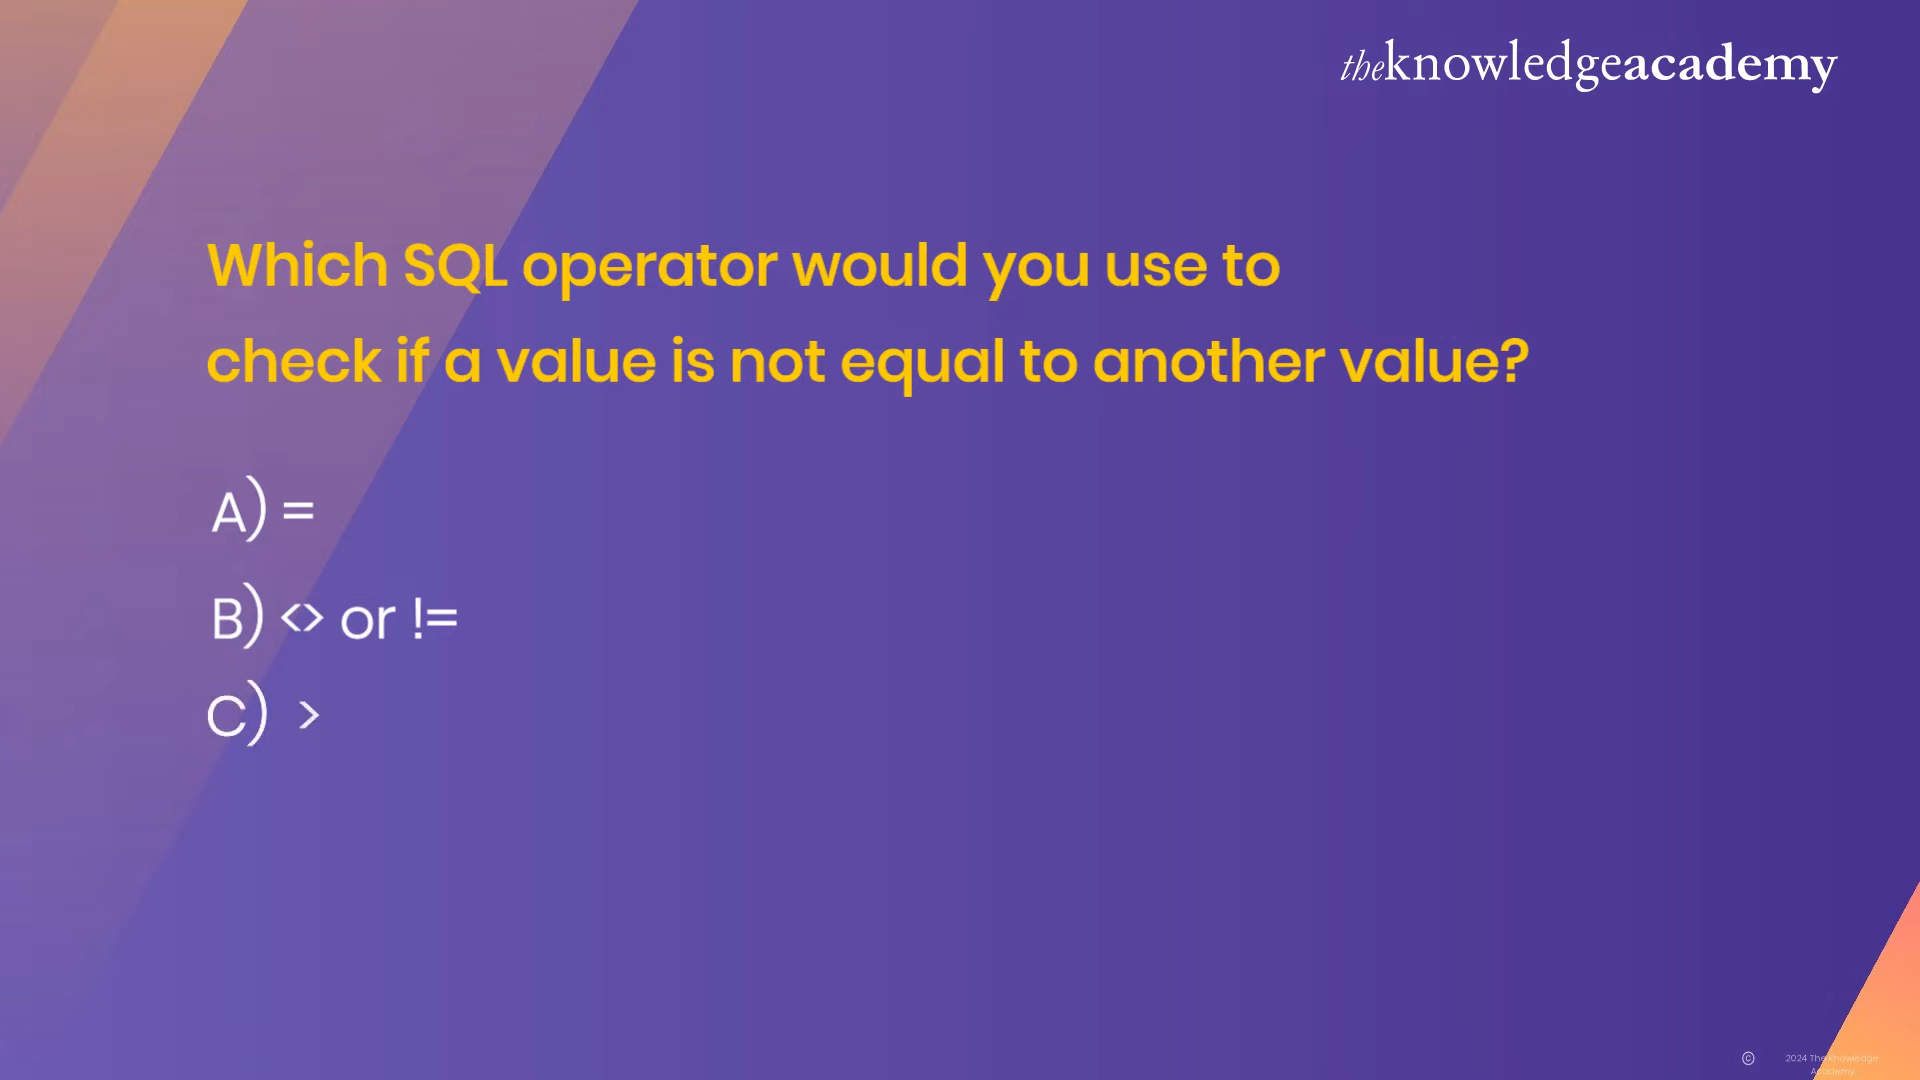 theknowledgeacademy
Which SQL operator would you use to
check if a value is not equal to another value?
A) =
B) <> or !=
C) >
© 2024 The Knowledge
Academy